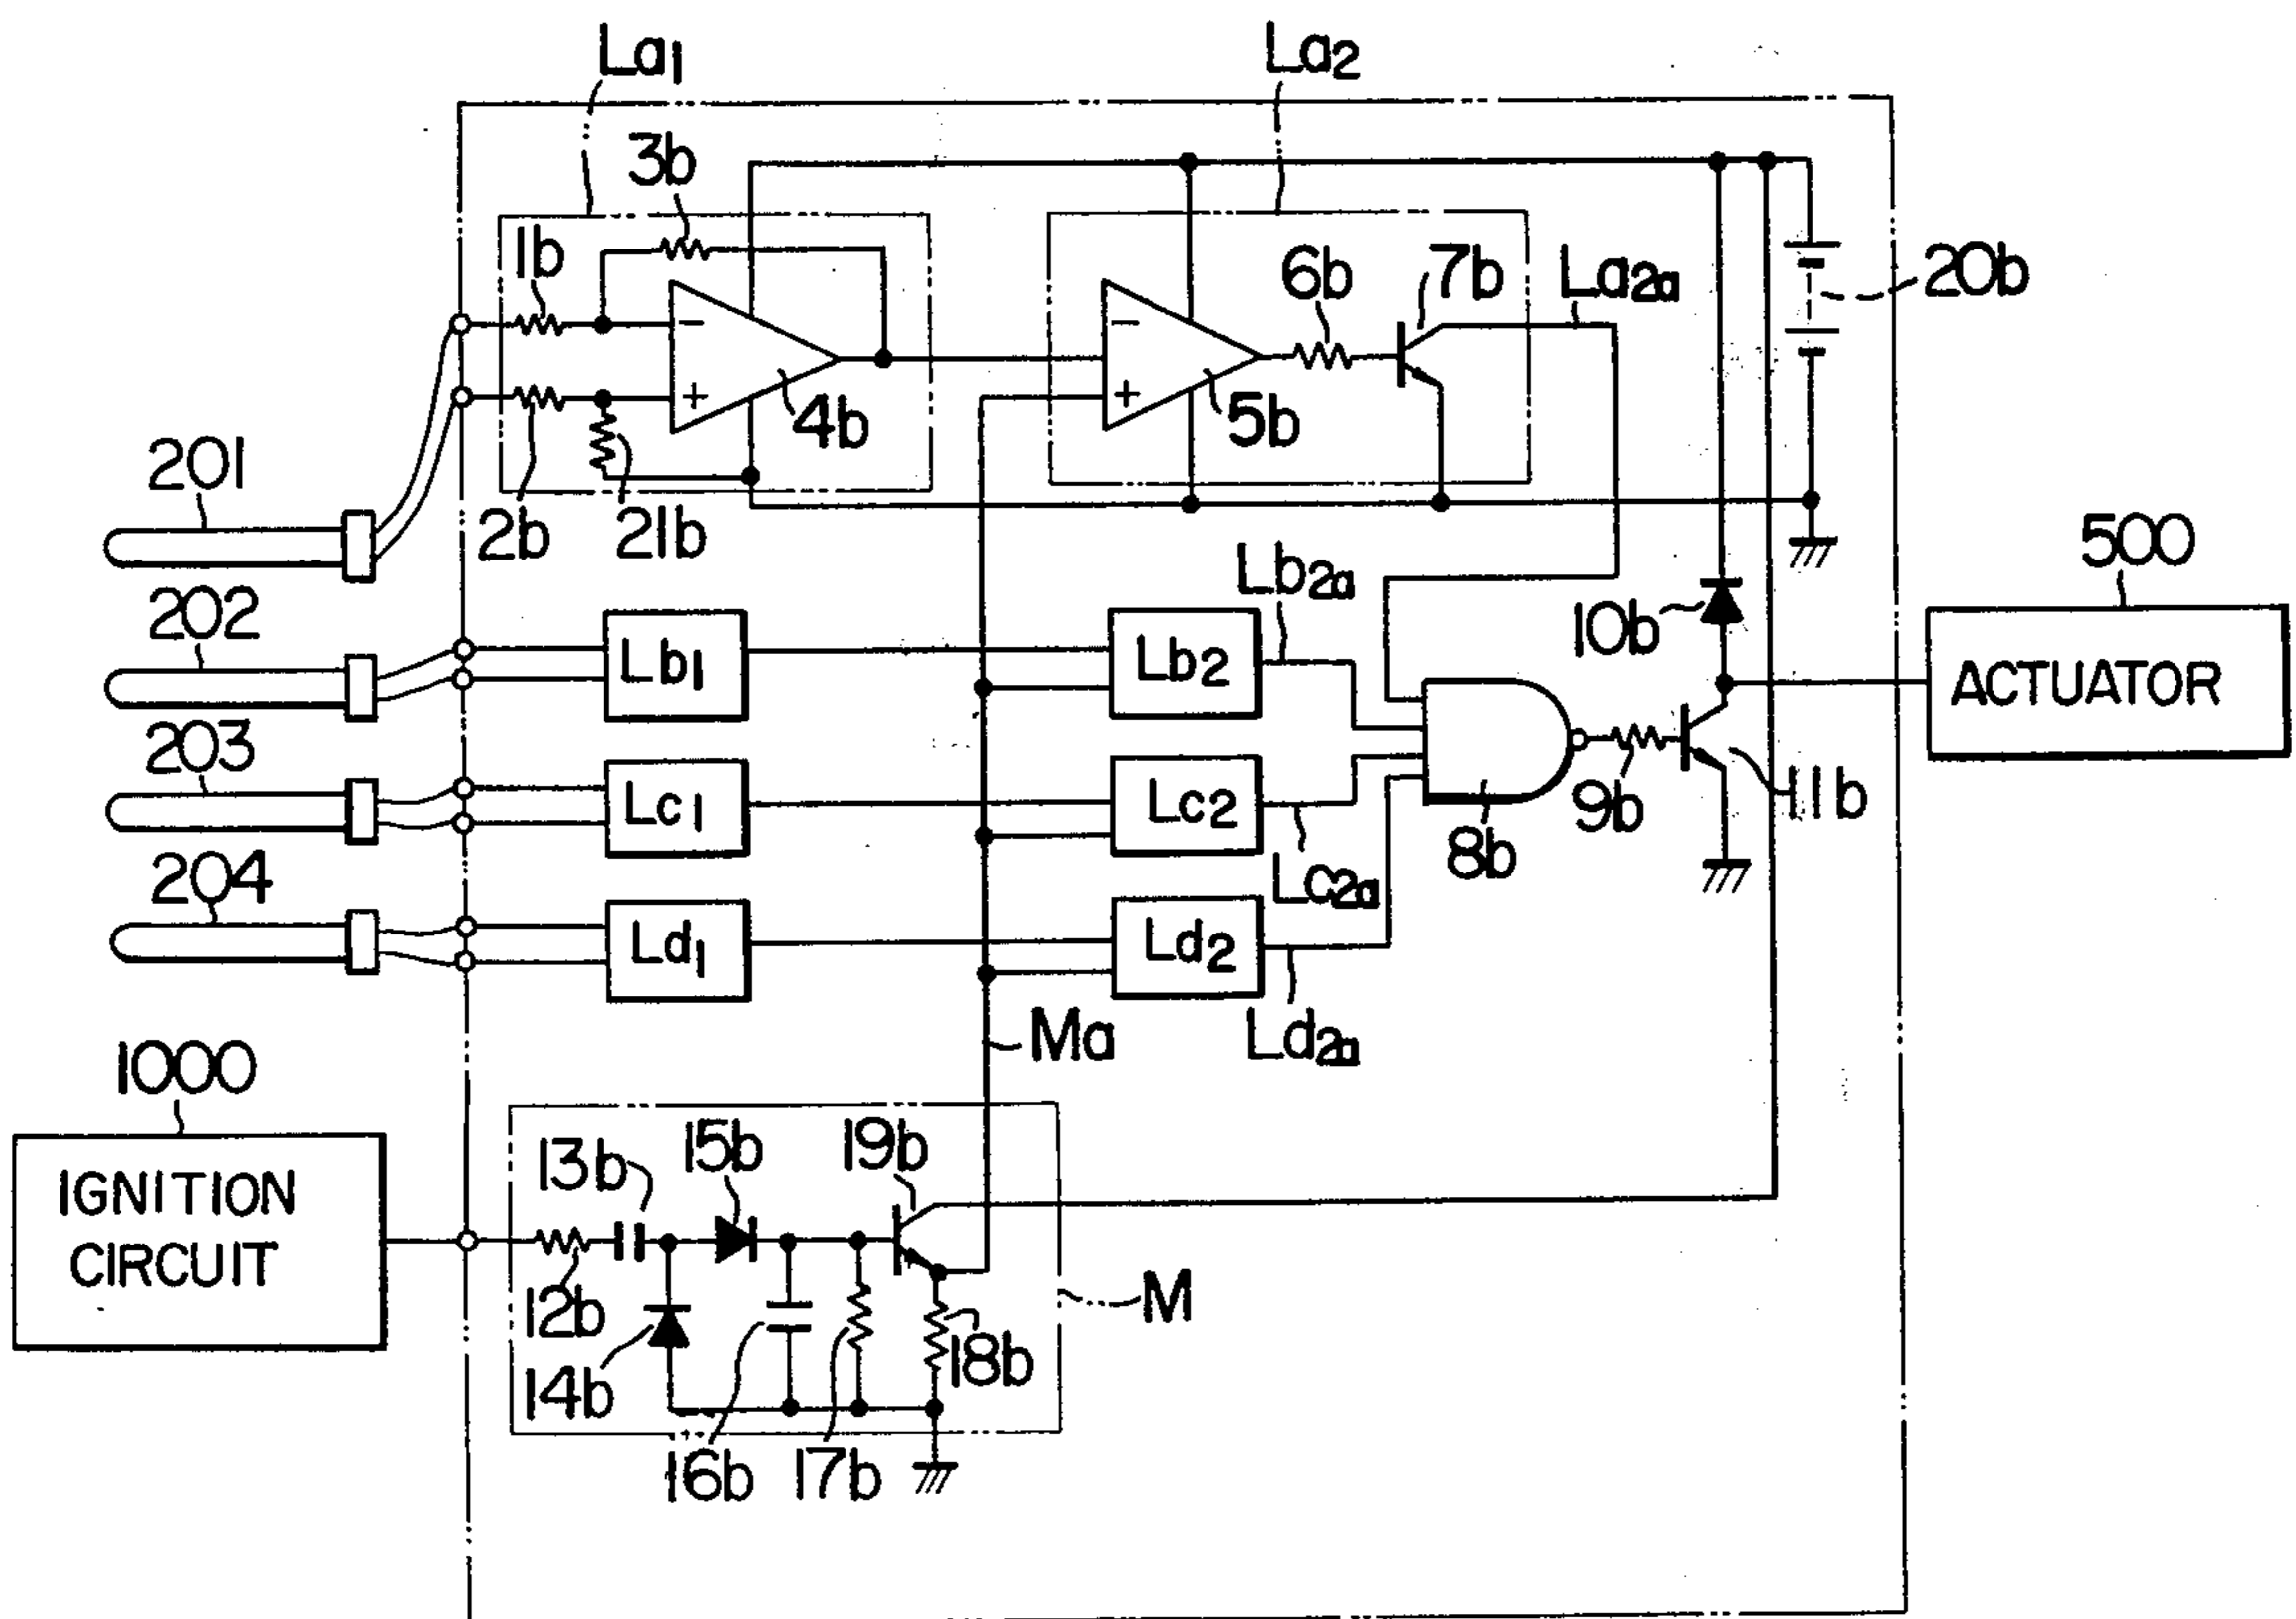 La1
La2
3b
1b
6b
7b
La2a
20b
−
+
4b
−
+
5b
201
2b
21b
500
Lb2a
10b
ACTUATOR
202
Lb1
Lb2
203
Lc1
Lc2
8b
9b
11b
Lc2a
204
Ld1
Ld2
Ma
Ld2a
1000
13b
15b
19b
IGNITION
CIRCUIT
12b
M
14b
18b
16b
17b